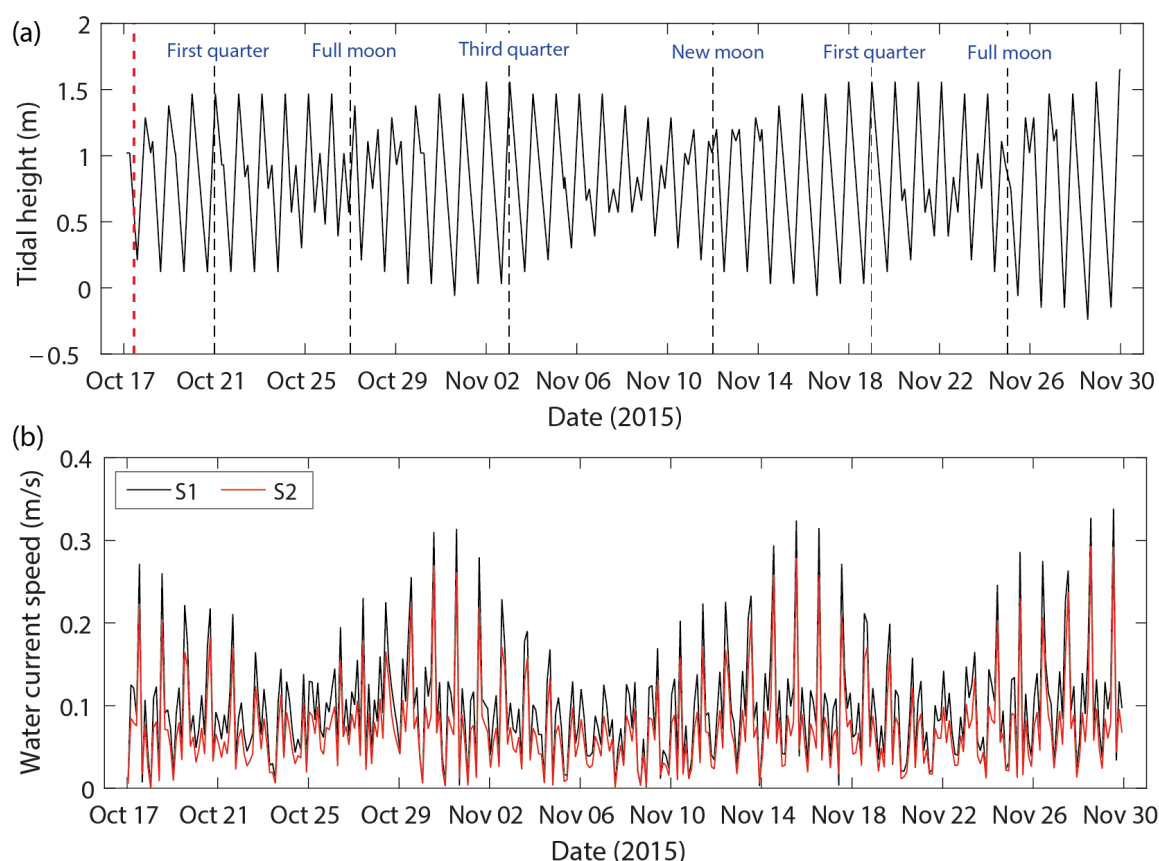 (a)
2
1.5
1
0.5
0
−0.5
Tidal height (m)
First quarter Full moon Third quarter New moon First quarter Full moon
Oct 17 Oct 21 Oct 25 Oct 29 Nov 02 Nov 06 Nov 10 Nov 14 Nov 18 Nov 22 Nov 26 Nov 30
Date (2015)
(b)
0.4
0.3
0.2
0.1
0
Water current speed (m/s)
S1 S2
Oct 17 Oct 21 Oct 25 Oct 29 Nov 02 Nov 06 Nov 10 Nov 14 Nov 18 Nov 22 Nov 26 Nov 30
Date (2015)